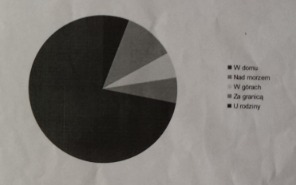 W domu
Nad morzem
W górach
Za granicą
U rodziny